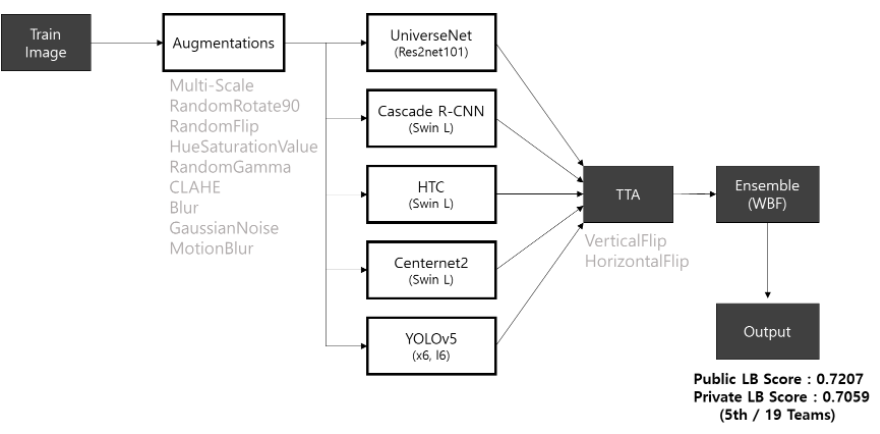 Train
Image
Augmentations
Multi-Scale
RandomRotate90
RandomFlip
HueSaturationValue
RandomGamma
CLAHE
Blur
GaussianNoise
MotionBlur
UniverseNet
(Res2net101)
Cascade R-CNN
(Swin L)
HTC
(Swin L)
Centernet2
(Swin L)
YOLOv5
(x6, l6)
TTA
VerticalFlip
HorizontalFlip
Ensemble
(WBF)
Output
Public LB Score : 0.7207
Private LB Score : 0.7059
(5th / 19 Teams)